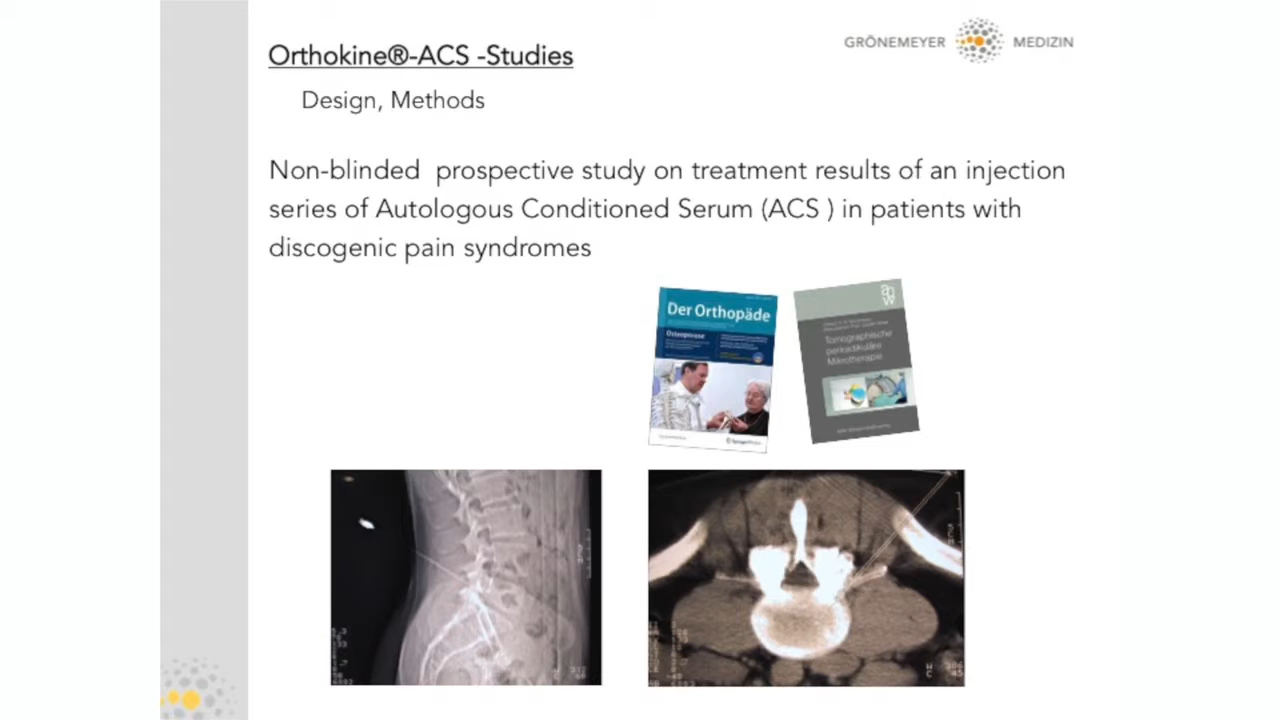 Orthokine®-ACS -Studies
GRÖNEMEYER MEDIZIN
Design, Methods
Non-blinded prospective study on treatment results of an injection
series of Autologous Conditioned Serum (ACS ) in patients with
discogenic pain syndromes
Der Orthopäde
Osteoporose
Tomographische
periradikuläre
Mikrotherapie